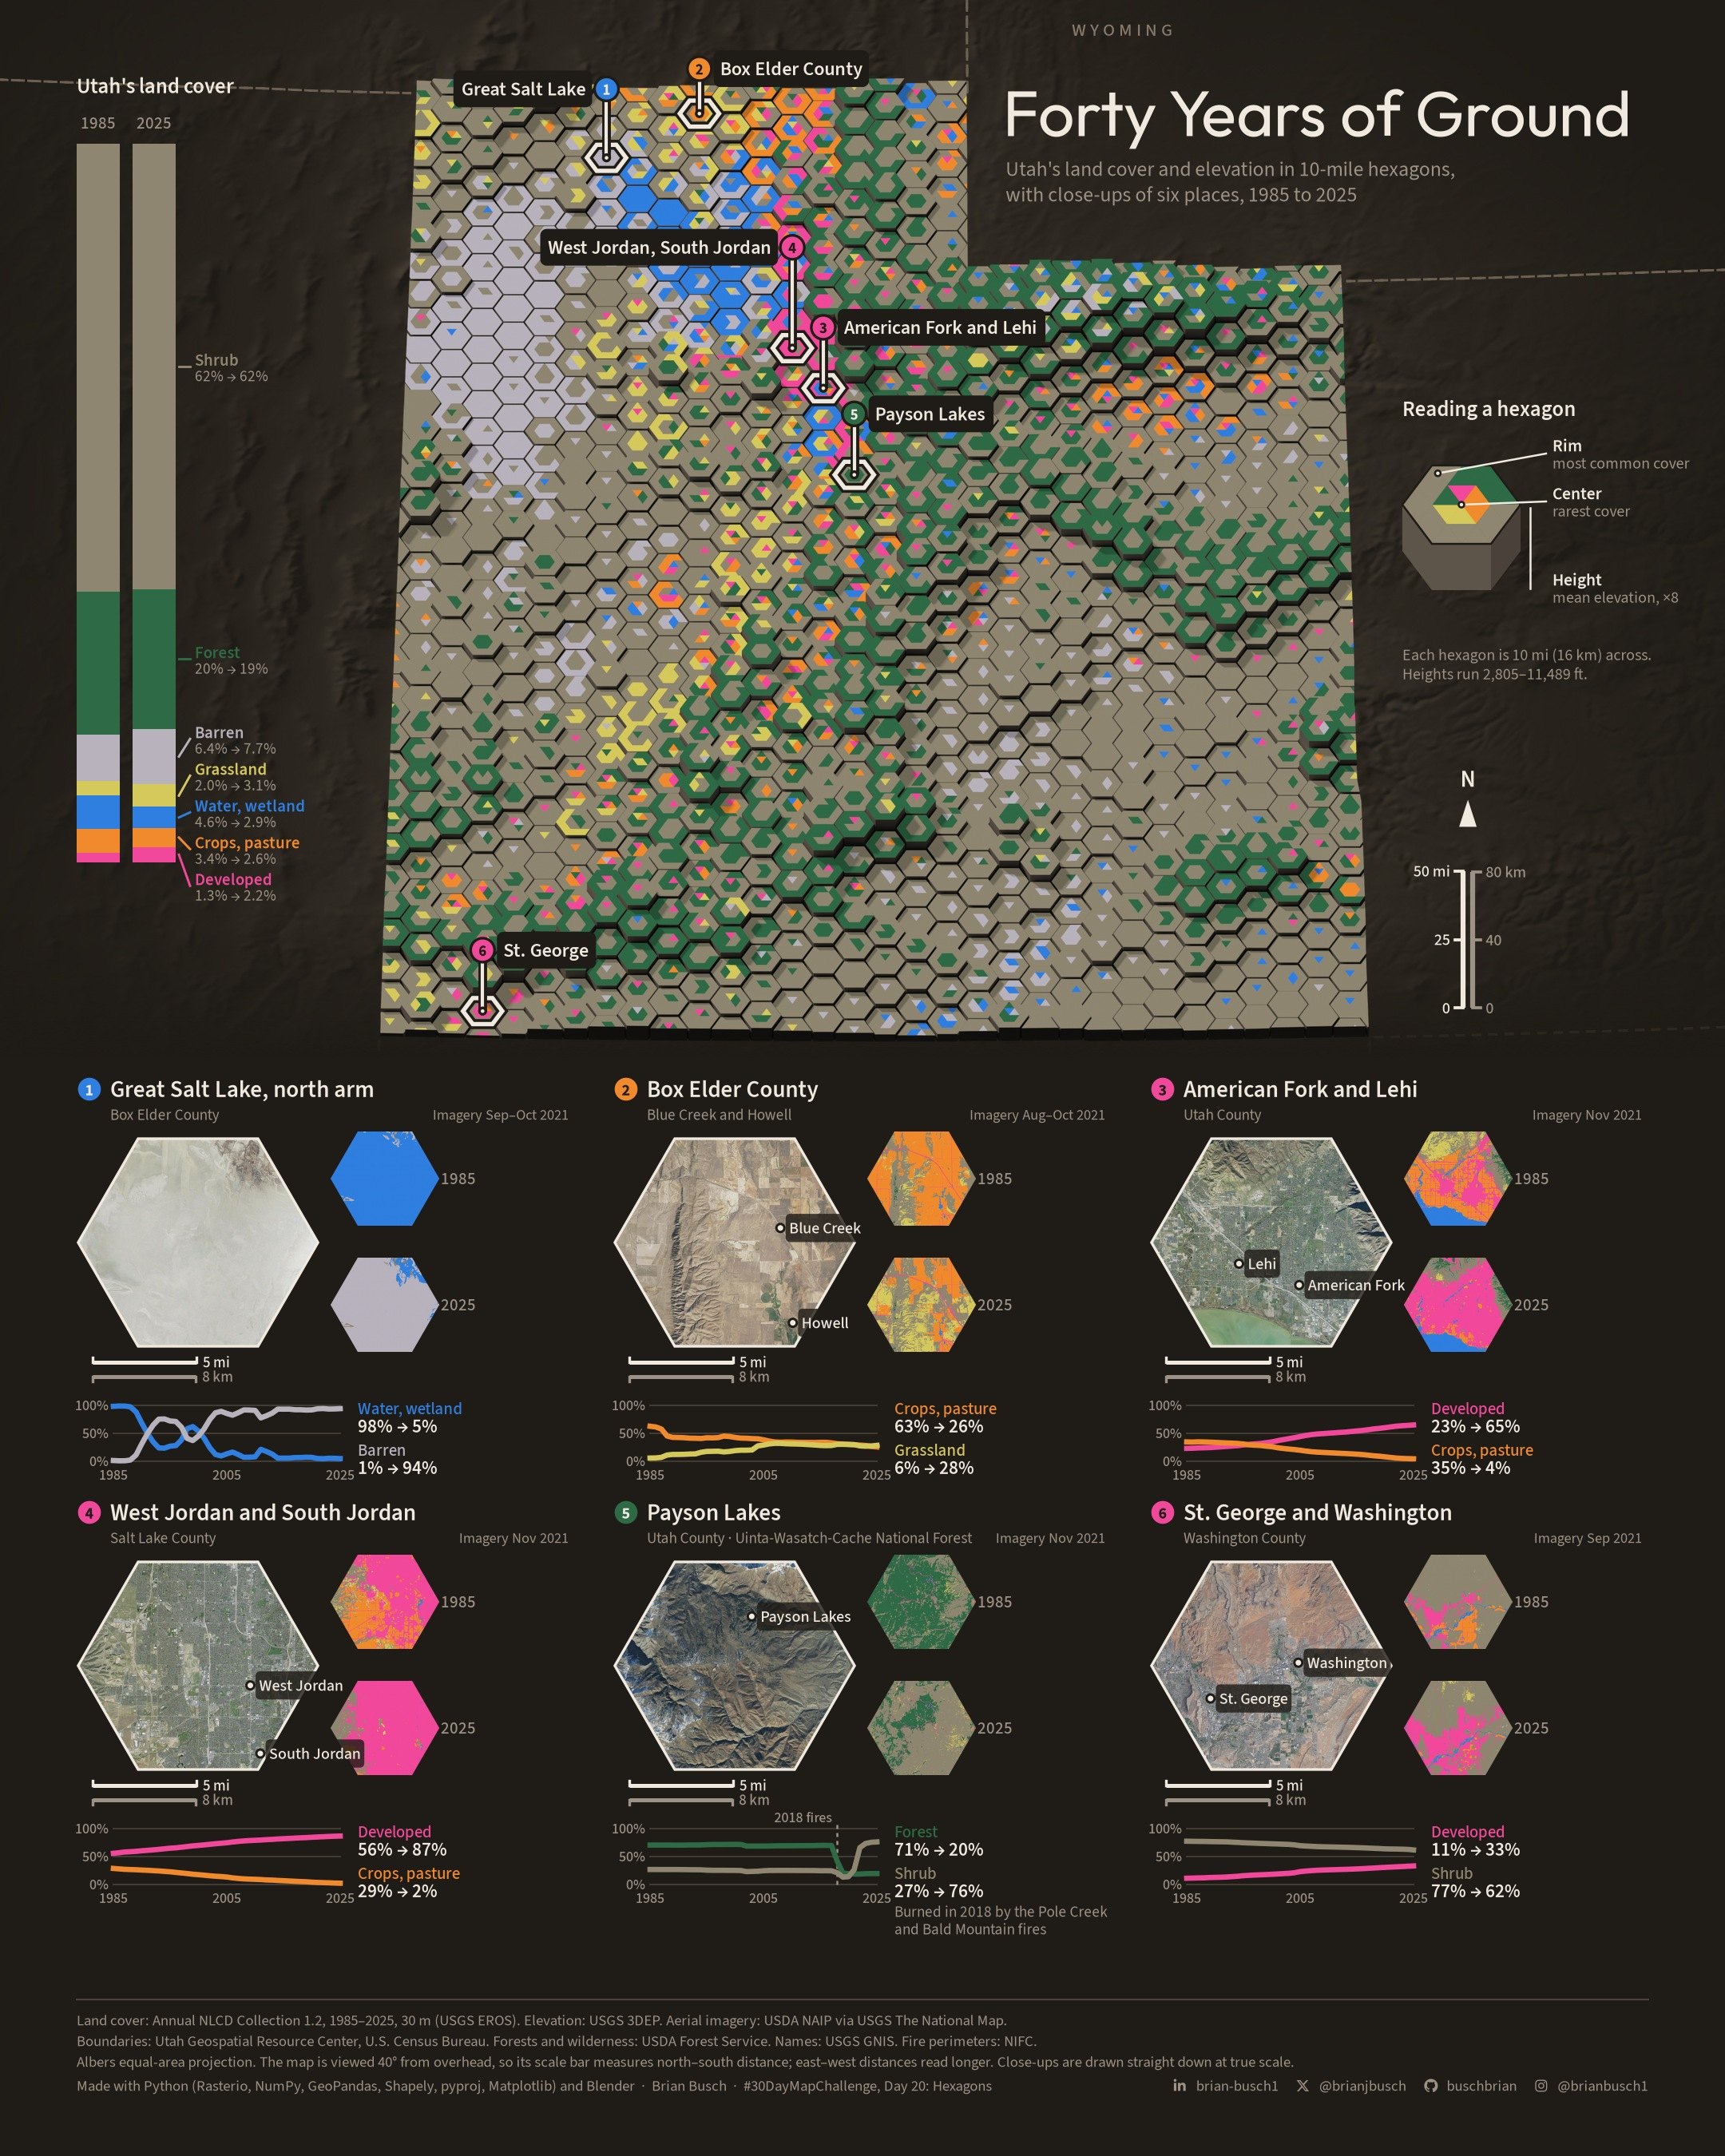 WYOMING
Forty Years of Ground
Utah's land cover and elevation in 10-mile hexagons,
with close-ups of six places, 1985 to 2025
Utah's land cover
1985 2025
Shrub
62% → 62%
Forest
20% → 19%
Barren
6.4% → 7.7%
Grassland
2.0% → 3.1%
Water, wetland
4.6% → 2.9%
Crops, pasture
3.4% → 2.6%
Developed
1.3% → 2.2%
Great Salt Lake 1
2 Box Elder County
West Jordan, South Jordan 4
3 American Fork and Lehi
5 Payson Lakes
6 St. George
Reading a hexagon
Rim
most common cover
Center
rarest cover
Height
mean elevation, ×8
Each hexagon is 10 mi (16 km) across.
Heights run 2,805–11,489 ft.
N
50 mi 80 km
25 40
0 0
1 Great Salt Lake, north arm
Box Elder County Imagery Sep–Oct 2021
1985
2025
5 mi
8 km
100%
50%
0%
1985 2005 2025
Water, wetland
98% → 5%
Barren
1% → 94%
2 Box Elder County
Blue Creek and Howell Imagery Aug–Oct 2021
1985
Blue Creek
2025
Howell
5 mi
8 km
100%
50%
0%
1985 2005 2025
Crops, pasture
63% → 26%
Grassland
6% → 28%
3 American Fork and Lehi
Utah County Imagery Nov 2021
1985
Lehi
American Fork
2025
5 mi
8 km
100%
50%
0%
1985 2005 2025
Developed
23% → 65%
Crops, pasture
35% → 4%
4 West Jordan and South Jordan
Salt Lake County Imagery Nov 2021
1985
West Jordan
2025
South Jordan
5 mi
8 km
100%
50%
0%
1985 2005 2025
Developed
56% → 87%
Crops, pasture
29% → 2%
5 Payson Lakes
Utah County · Uinta-Wasatch-Cache National Forest Imagery Nov 2021
1985
Payson Lakes
2025
5 mi
8 km
2018 fires
100%
50%
0%
1985 2005 2025
Forest
71% → 20%
Shrub
27% → 76%
Burned in 2018 by the Pole Creek
and Bald Mountain fires
6 St. George and Washington
Washington County Imagery Sep 2021
1985
Washington
St. George
2025
5 mi
8 km
100%
50%
0%
1985 2005 2025
Developed
11% → 33%
Shrub
77% → 62%
Land cover: Annual NLCD Collection 1.2, 1985–2025, 30 m (USGS EROS). Elevation: USGS 3DEP. Aerial imagery: USDA NAIP via USGS The National Map.
Boundaries: Utah Geospatial Resource Center, U.S. Census Bureau. Forests and wilderness: USDA Forest Service. Names: USGS GNIS. Fire perimeters: NIFC.
Albers equal-area projection. The map is viewed 40° from overhead, so its scale bar measures north–south distance; east–west distances read longer. Close-ups are drawn straight down at true scale.
Made with Python (Rasterio, NumPy, GeoPandas, Shapely, pyproj, Matplotlib) and Blender · Brian Busch · #30DayMapChallenge, Day 20: Hexagons
brian-busch1 @brianjbusch buschbrian @brianbusch1